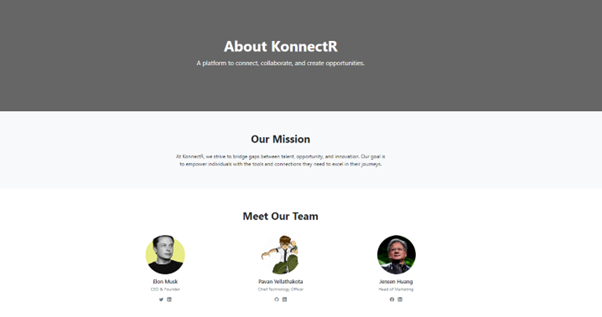 About KonnectR
A platform to connect, collaborate, and create opportunities.
Our Mission
At KonnectR, we strive to bridge gaps between talent, opportunity, and innovation. Our goal is
to empower individuals with the tools and connections they need to excel in their journeys.
Meet Our Team
Elon Musk
CEO & Founder
Pavan Yellathakota
Chief Technology Officer
Jensen Huang
Head of Marketing